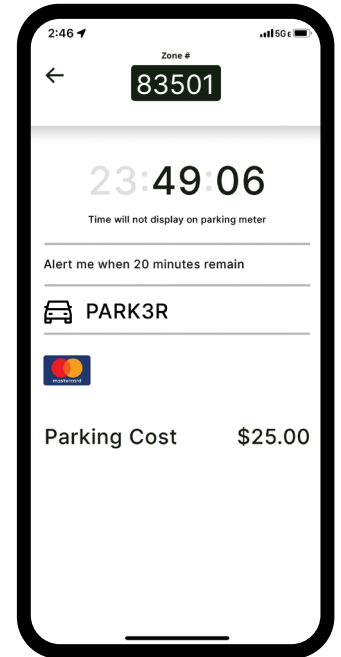 2:46 5GE
Zone #
83501
23:49:06
Time will not display on parking meter
Alert me when 20 minutes remain
PARK3R
mastercard
Parking Cost $25.00